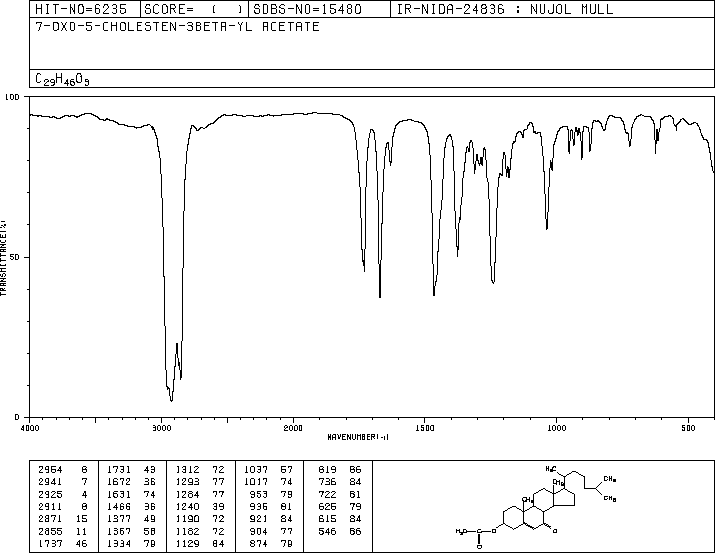 HIT-NO=6235 SCORE= ( ) SDBS-NO=15480 IR-NIDA-24836 : NUJOL MULL
7-OXO-5-CHOLESTEN-3BETA-YL ACETATE
C29H46O3
100
50
0
TRANSMITTANCE(%)
4000 3000 2000 1500 1000 500
WAVENUMBER(-1)
2954 6 1731 49 1312 72 1037 57 819 86
2941 7 1672 36 1293 77 1017 74 736 84
2925 4 1631 74 1284 77 953 79 722 81
2911 8 1466 36 1240 39 936 81 625 79
2871 15 1377 49 1190 72 921 84 615 84
2855 11 1367 58 1182 72 904 77 546 86
1737 46 1334 79 1129 84 874 79
H3C
CH3
CH3
CH3
CH3
H3C C O
O
O